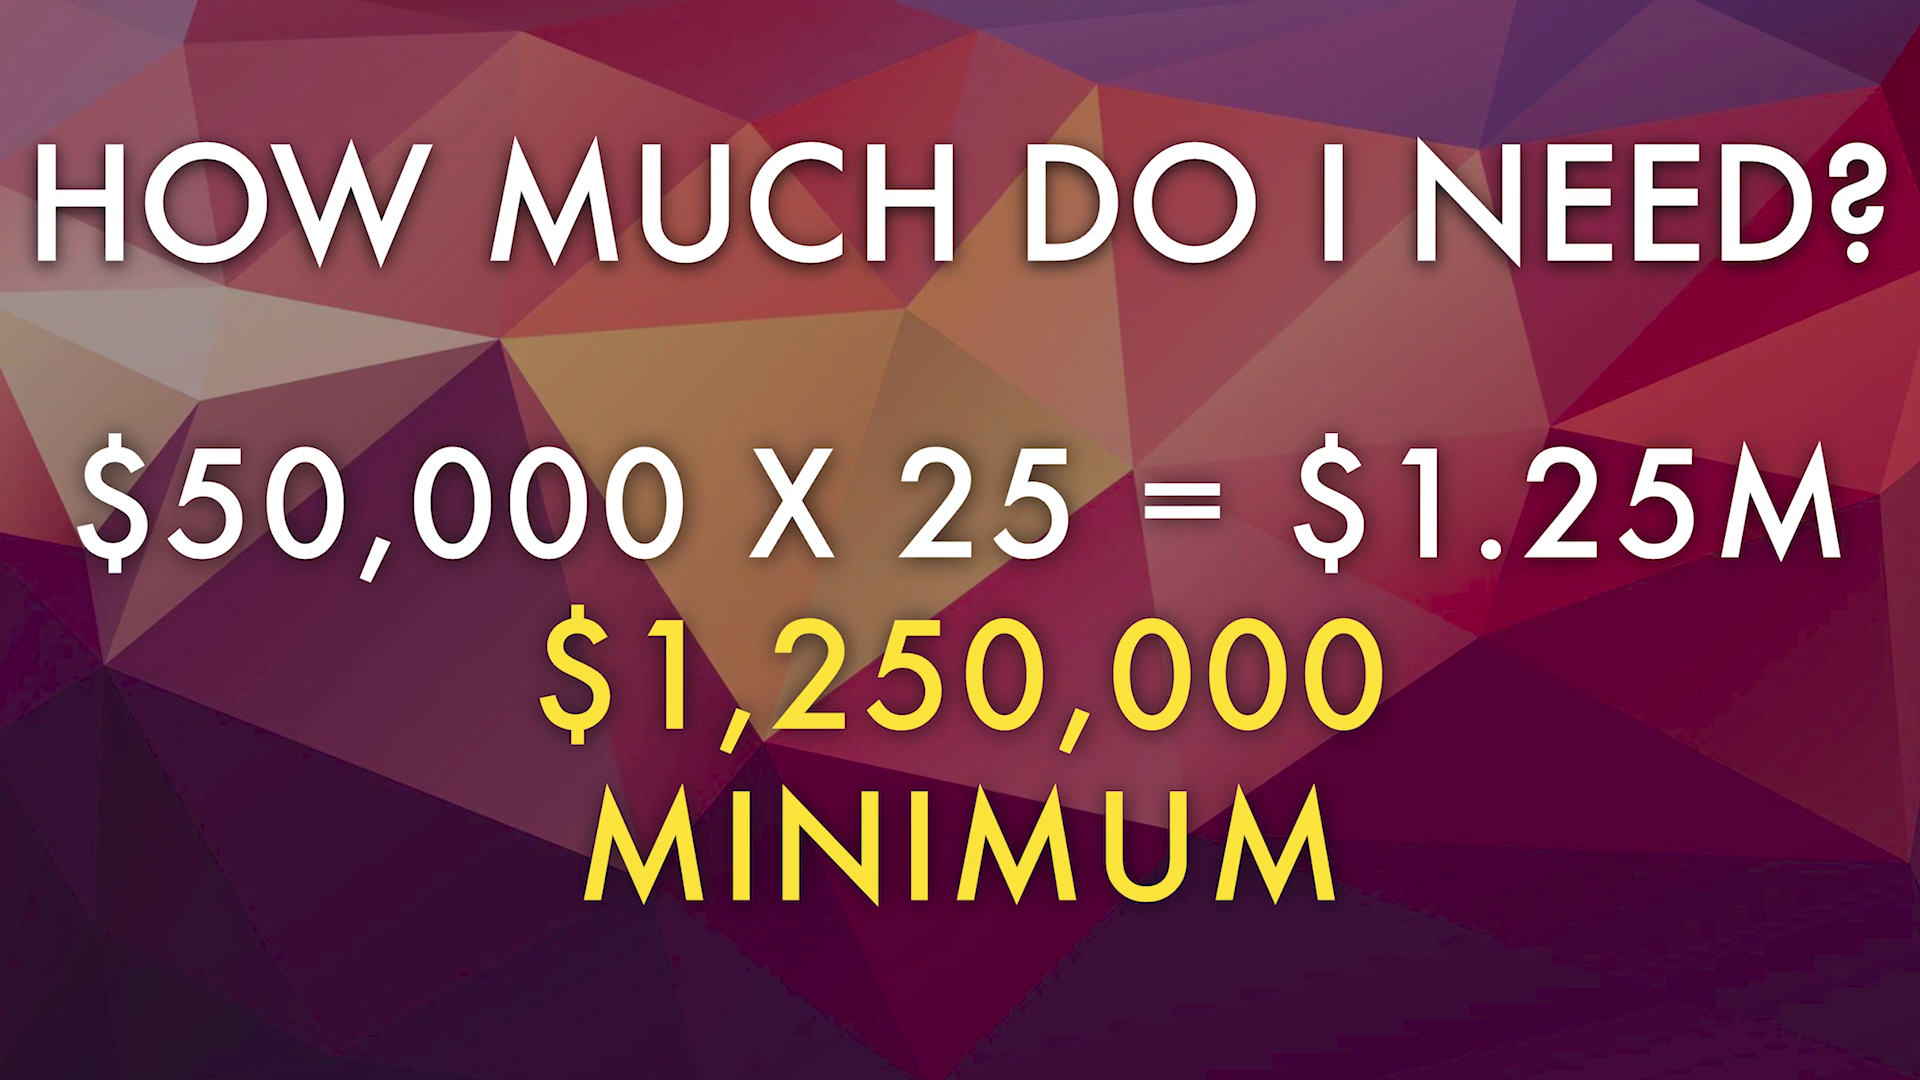 HOW MUCH DO I NEED?
$50,000 X 25 = $1.25M
$1,250,000
MINIMUM